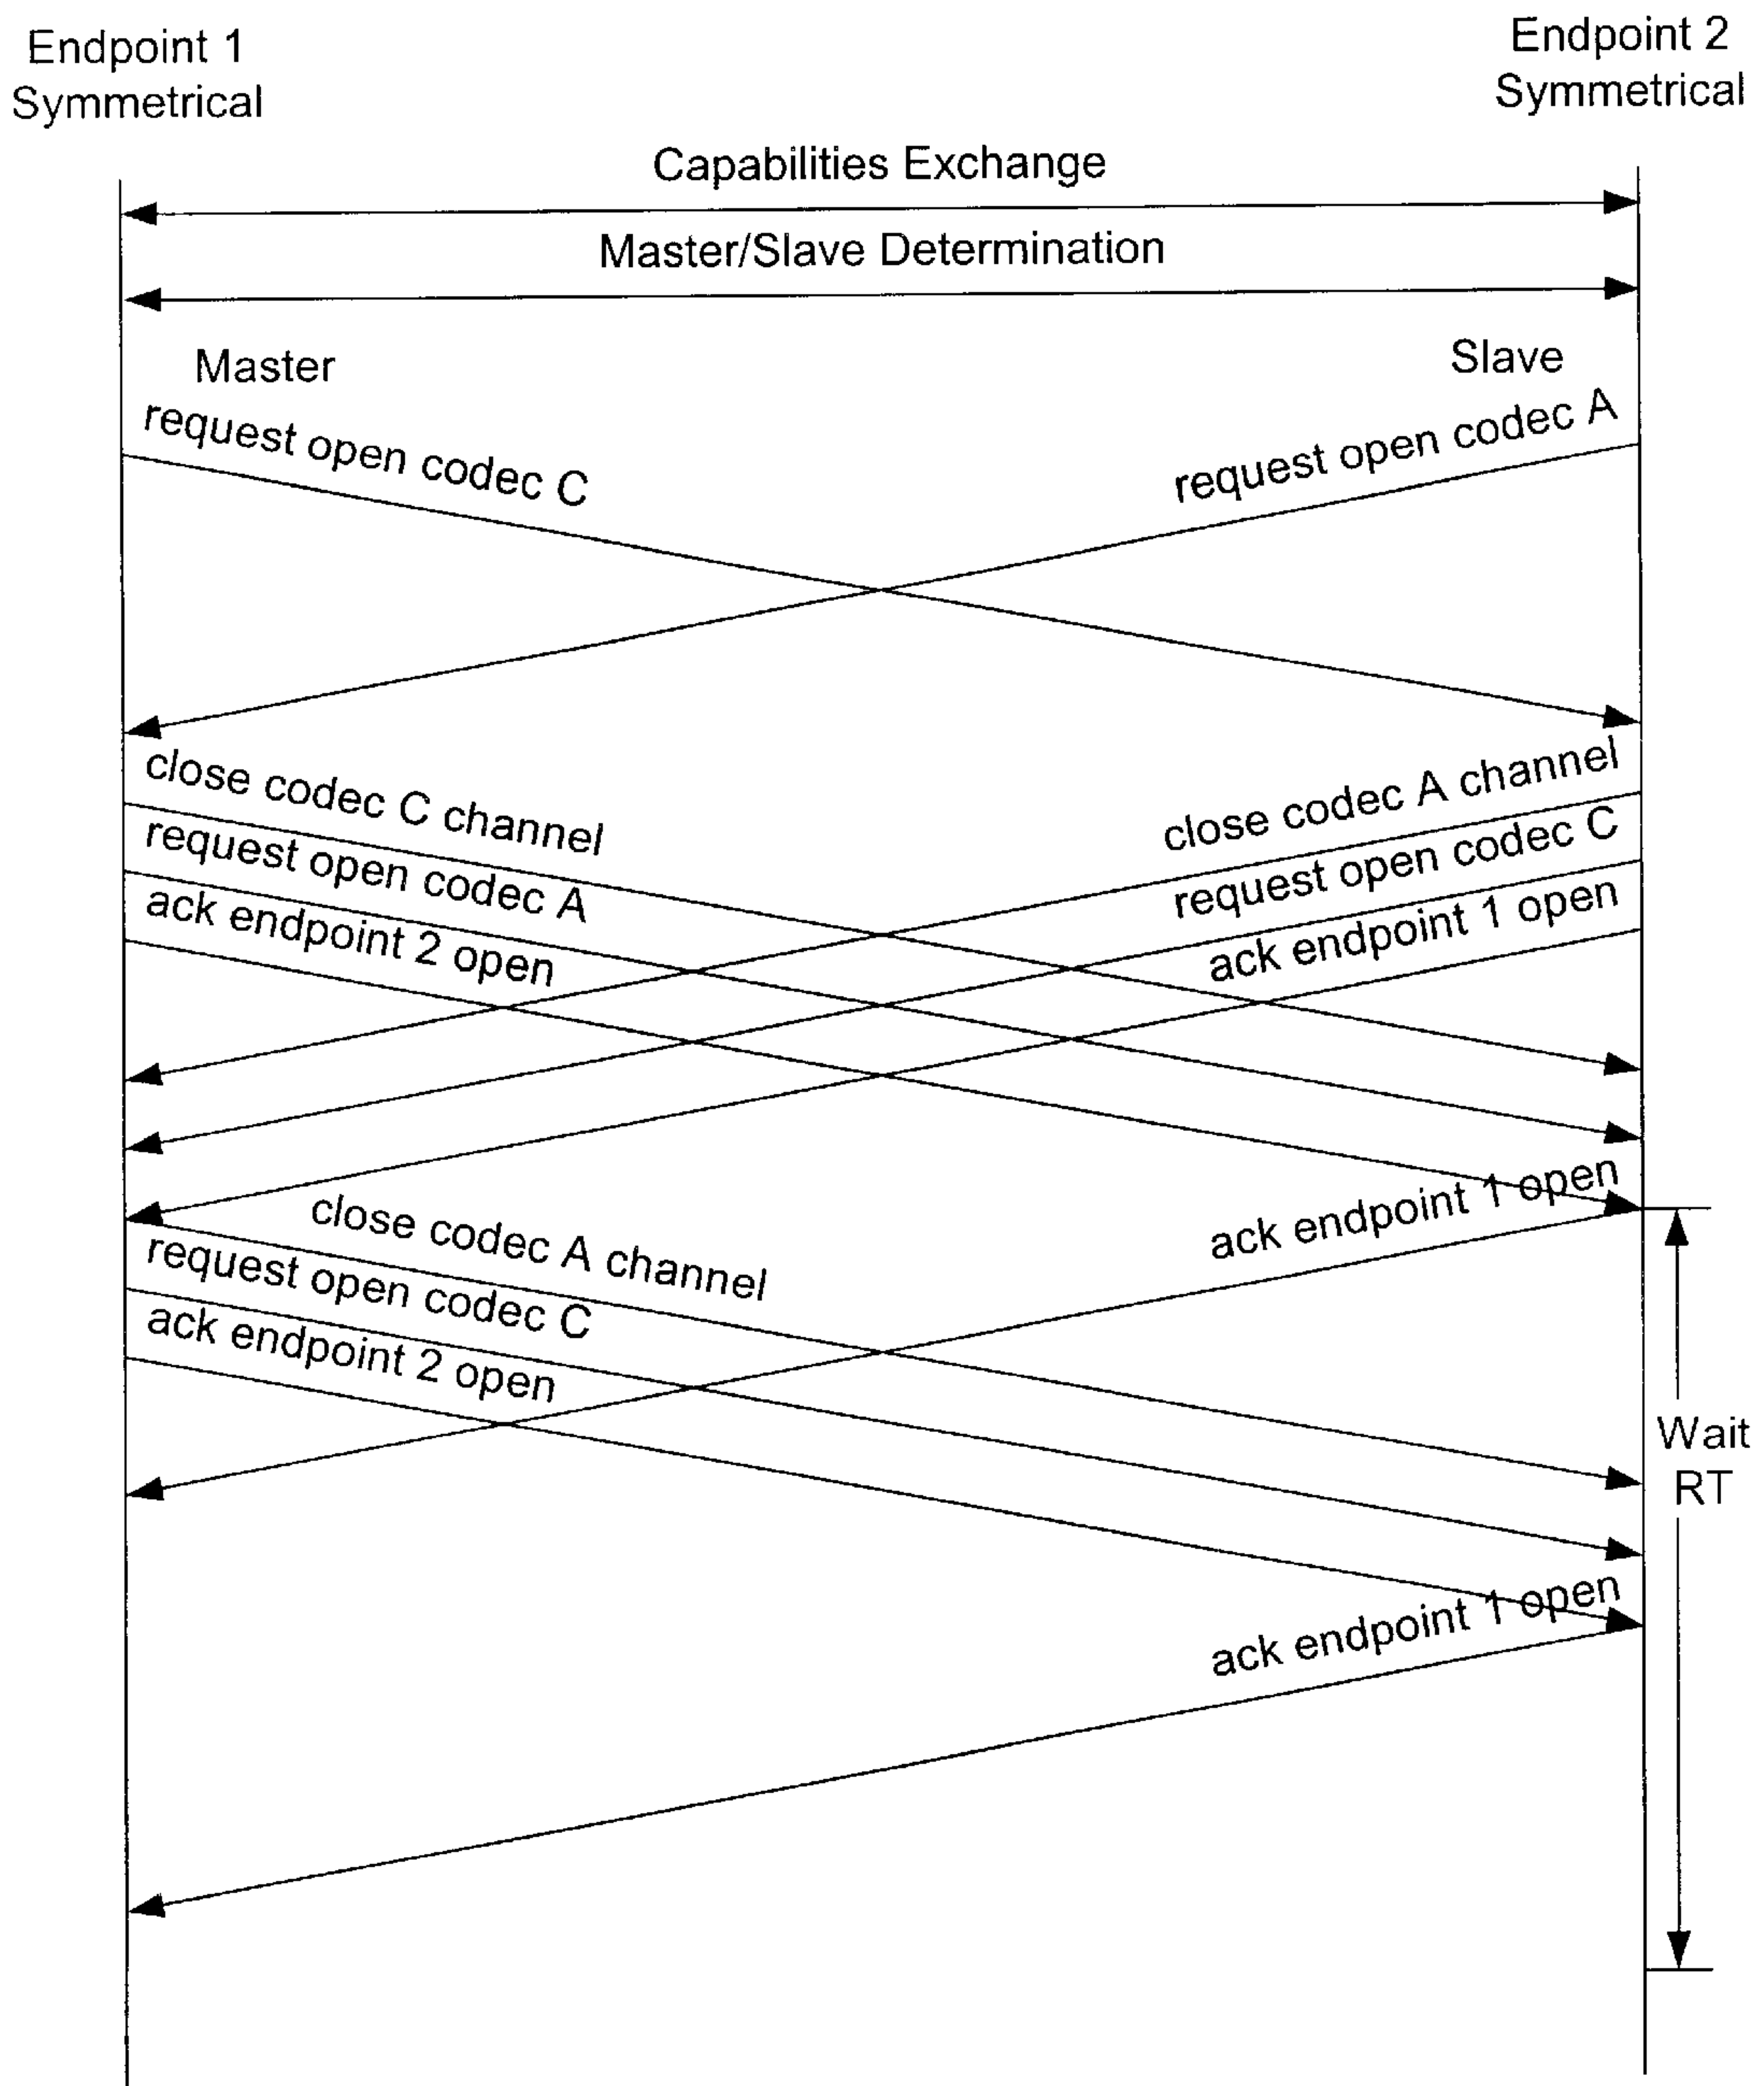 Endpoint 1
Symmetrical
Endpoint 2
Symmetrical
Capabilities Exchange
Master/Slave Determination
Master
Slave
request open codec C
request open codec A
close codec C channel
request open codec A
ack endpoint 2 open
close codec A channel
request open codec C
ack endpoint 1 open
ack endpoint 1 open
close codec A channel
request open codec C
ack endpoint 2 open
Wait
RT
ack endpoint 1 open